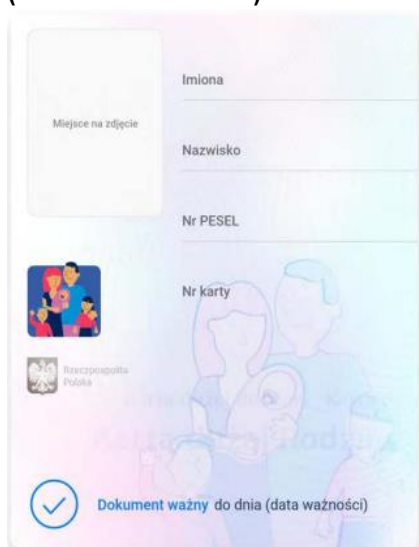 Miejsce na zdjęcie
Imiona
Nazwisko
Nr PESEL
Nr karty
Rzeczpospolita
Polska
Dokument ważny do dnia (data ważności)